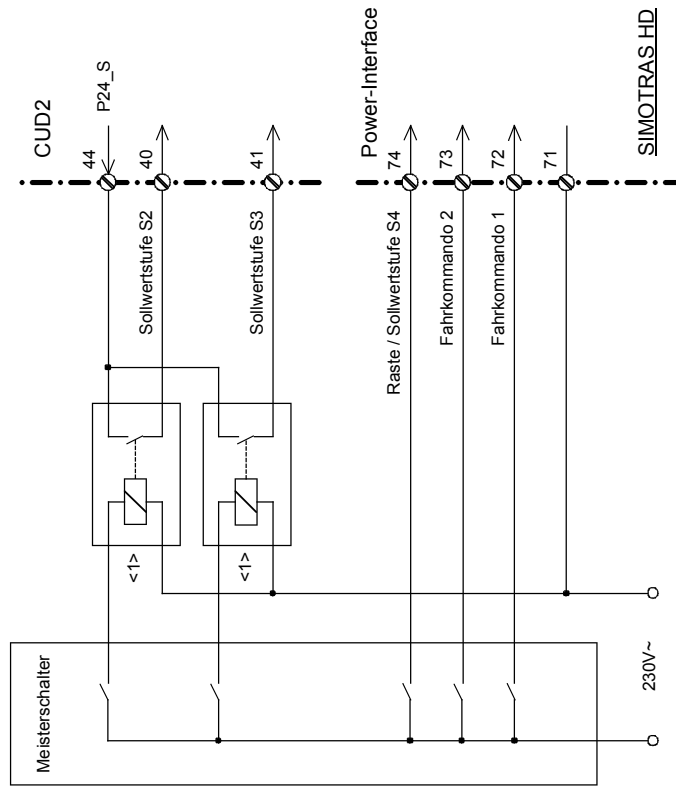 CUD2
P24_S
44
40
41
Sollwertstufe S2
Sollwertstufe S3
<1>
<1>
Power-Interface
SIMOTRAS HD
74
73
72
71
Raste / Sollwertstufe S4
Fahrkommando 2
Fahrkommando 1
Meisterschalter
230V~